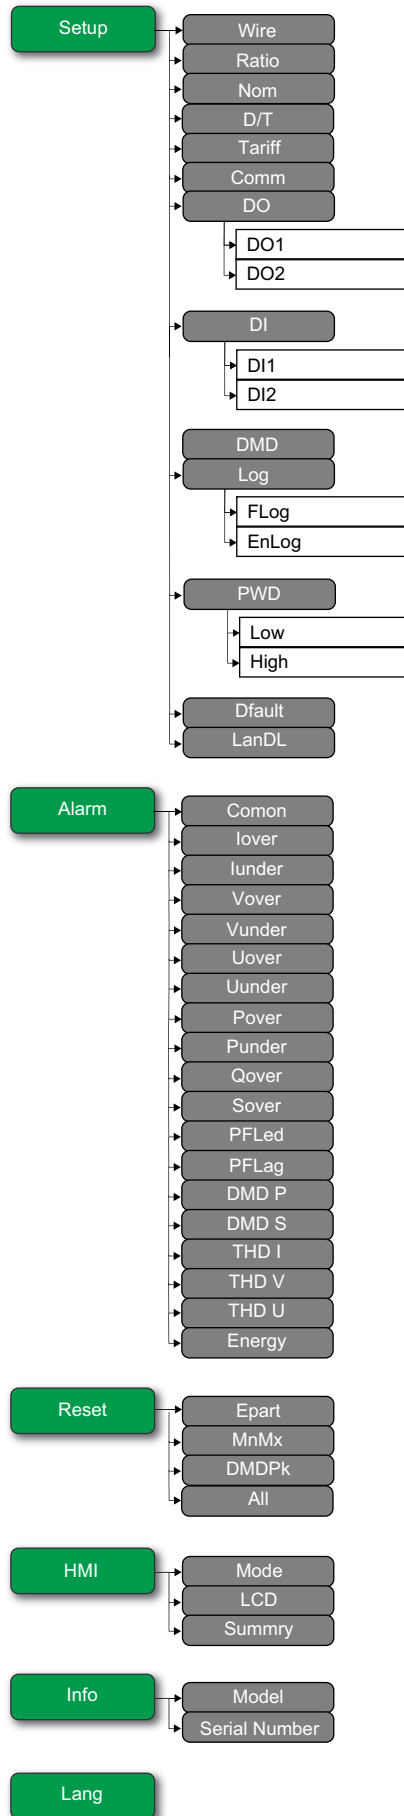 Setup
Wire
Ratio
Nom
D/T
Tariff
Comm
DO
DO1
DO2
DI
DI1
DI2
DMD
Log
FLog
EnLog
PWD
Low
High
Dfault
LanDL
Alarm
Comon
Iover
Iunder
Vover
Vunder
Uover
Uunder
Pover
Punder
Qover
Sover
PFLed
PFLag
DMD P
DMD S
THD I
THD V
THD U
Energy
Reset
Epart
MnMx
DMDPk
All
HMI
Mode
LCD
Summry
Info
Model
Serial Number
Lang